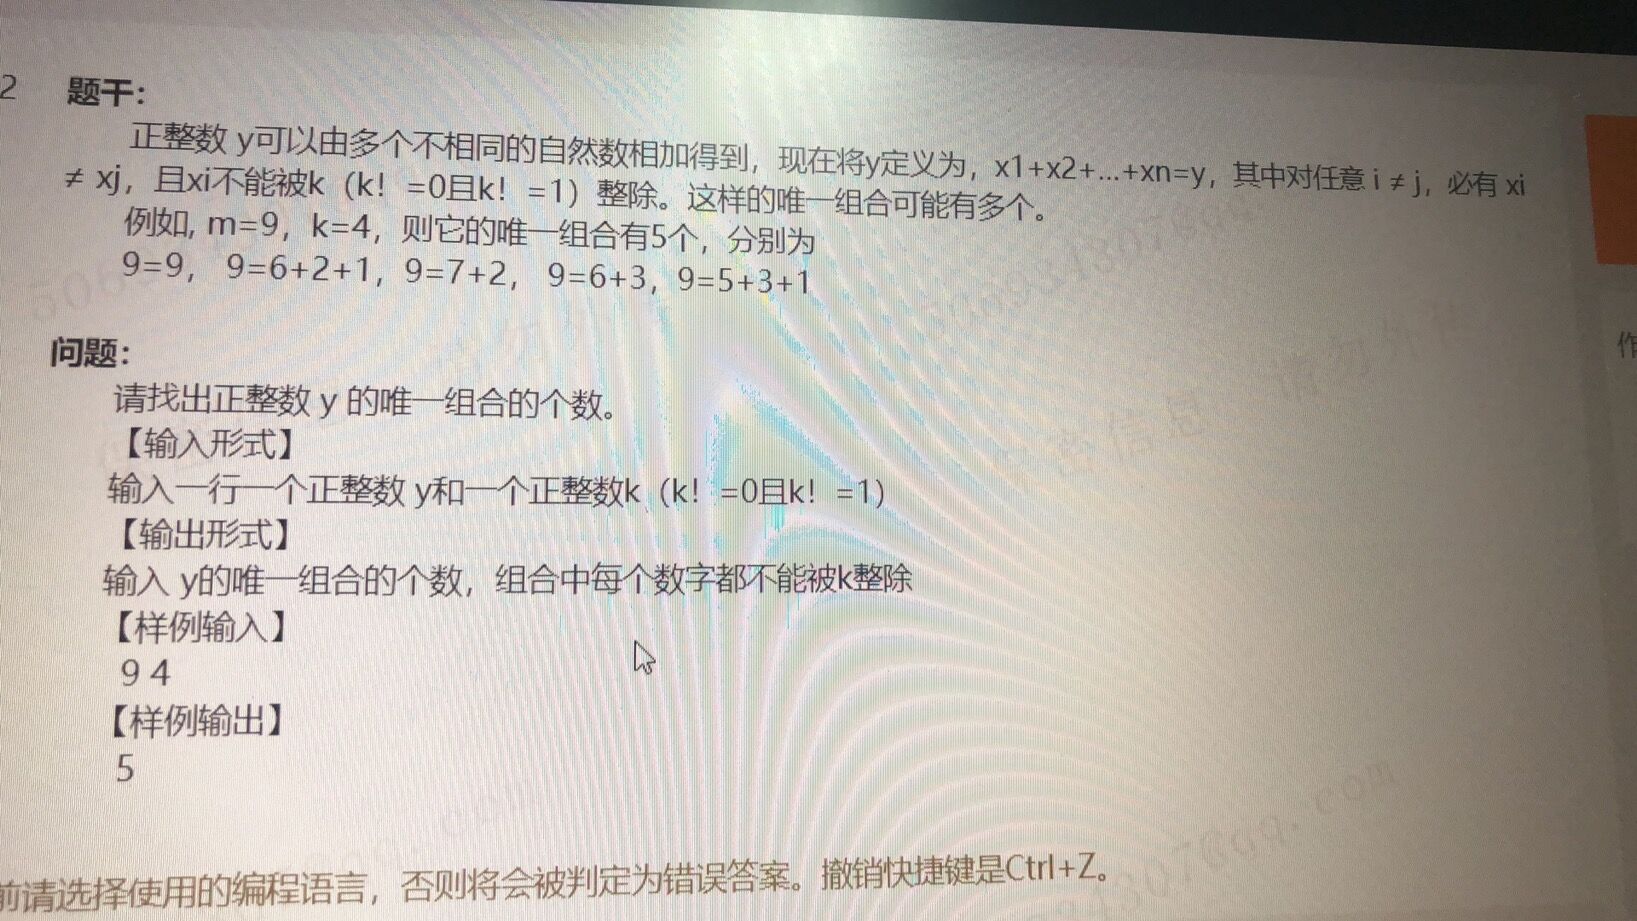 2 题干：
正整数 y可以由多个不相同的自然数相加得到，现在将y定义为，x1+x2+...+xn=y，其中对任意 i ≠ j，必有 xi
≠ xj，且xi不能被k（k！=0且k！=1）整除。这样的唯一组合可能有多个。
例如, m=9，k=4，则它的唯一组合有5个，分别为
9=9， 9=6+2+1，9=7+2， 9=6+3，9=5+3+1
问题：
请找出正整数 y 的唯一组合的个数。
【输入形式】
输入一行一个正整数 y和一个正整数k（k！=0且k！=1）
【输出形式】
输入 y的唯一组合的个数，组合中每个数字都不能被k整除
【样例输入】
9 4
【样例输出】
5
前请选择使用的编程语言，否则将会被判定为错误答案。撤销快捷键是Ctrl+Z。